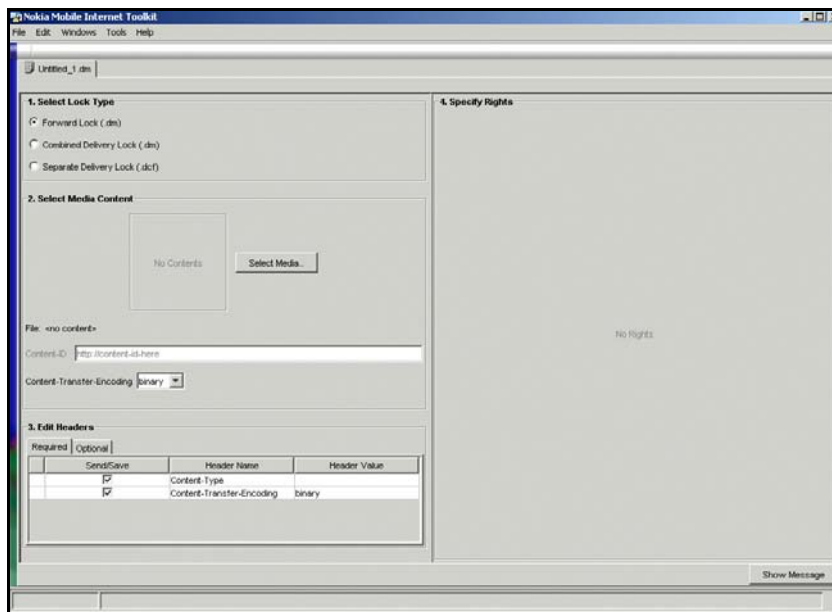 Nokia Mobile Internet Toolkit
File Edit Windows Tools Help
Untitled_1.dm
1. Select Lock Type
Forward Lock (.dm)
Combined Delivery Lock (.dm)
Separate Delivery Lock (.dcf)
2. Select Media Content
No Contents
Select Media...
File: <no content>
Content-ID: http://content-id-here
Content-Transfer-Encoding: binary
3. Edit Headers
Required Optional
Send/Save Header Name Header Value
Content-Type
Content-Transfer-Encoding binary
4. Specify Rights
No Rights
Show Message